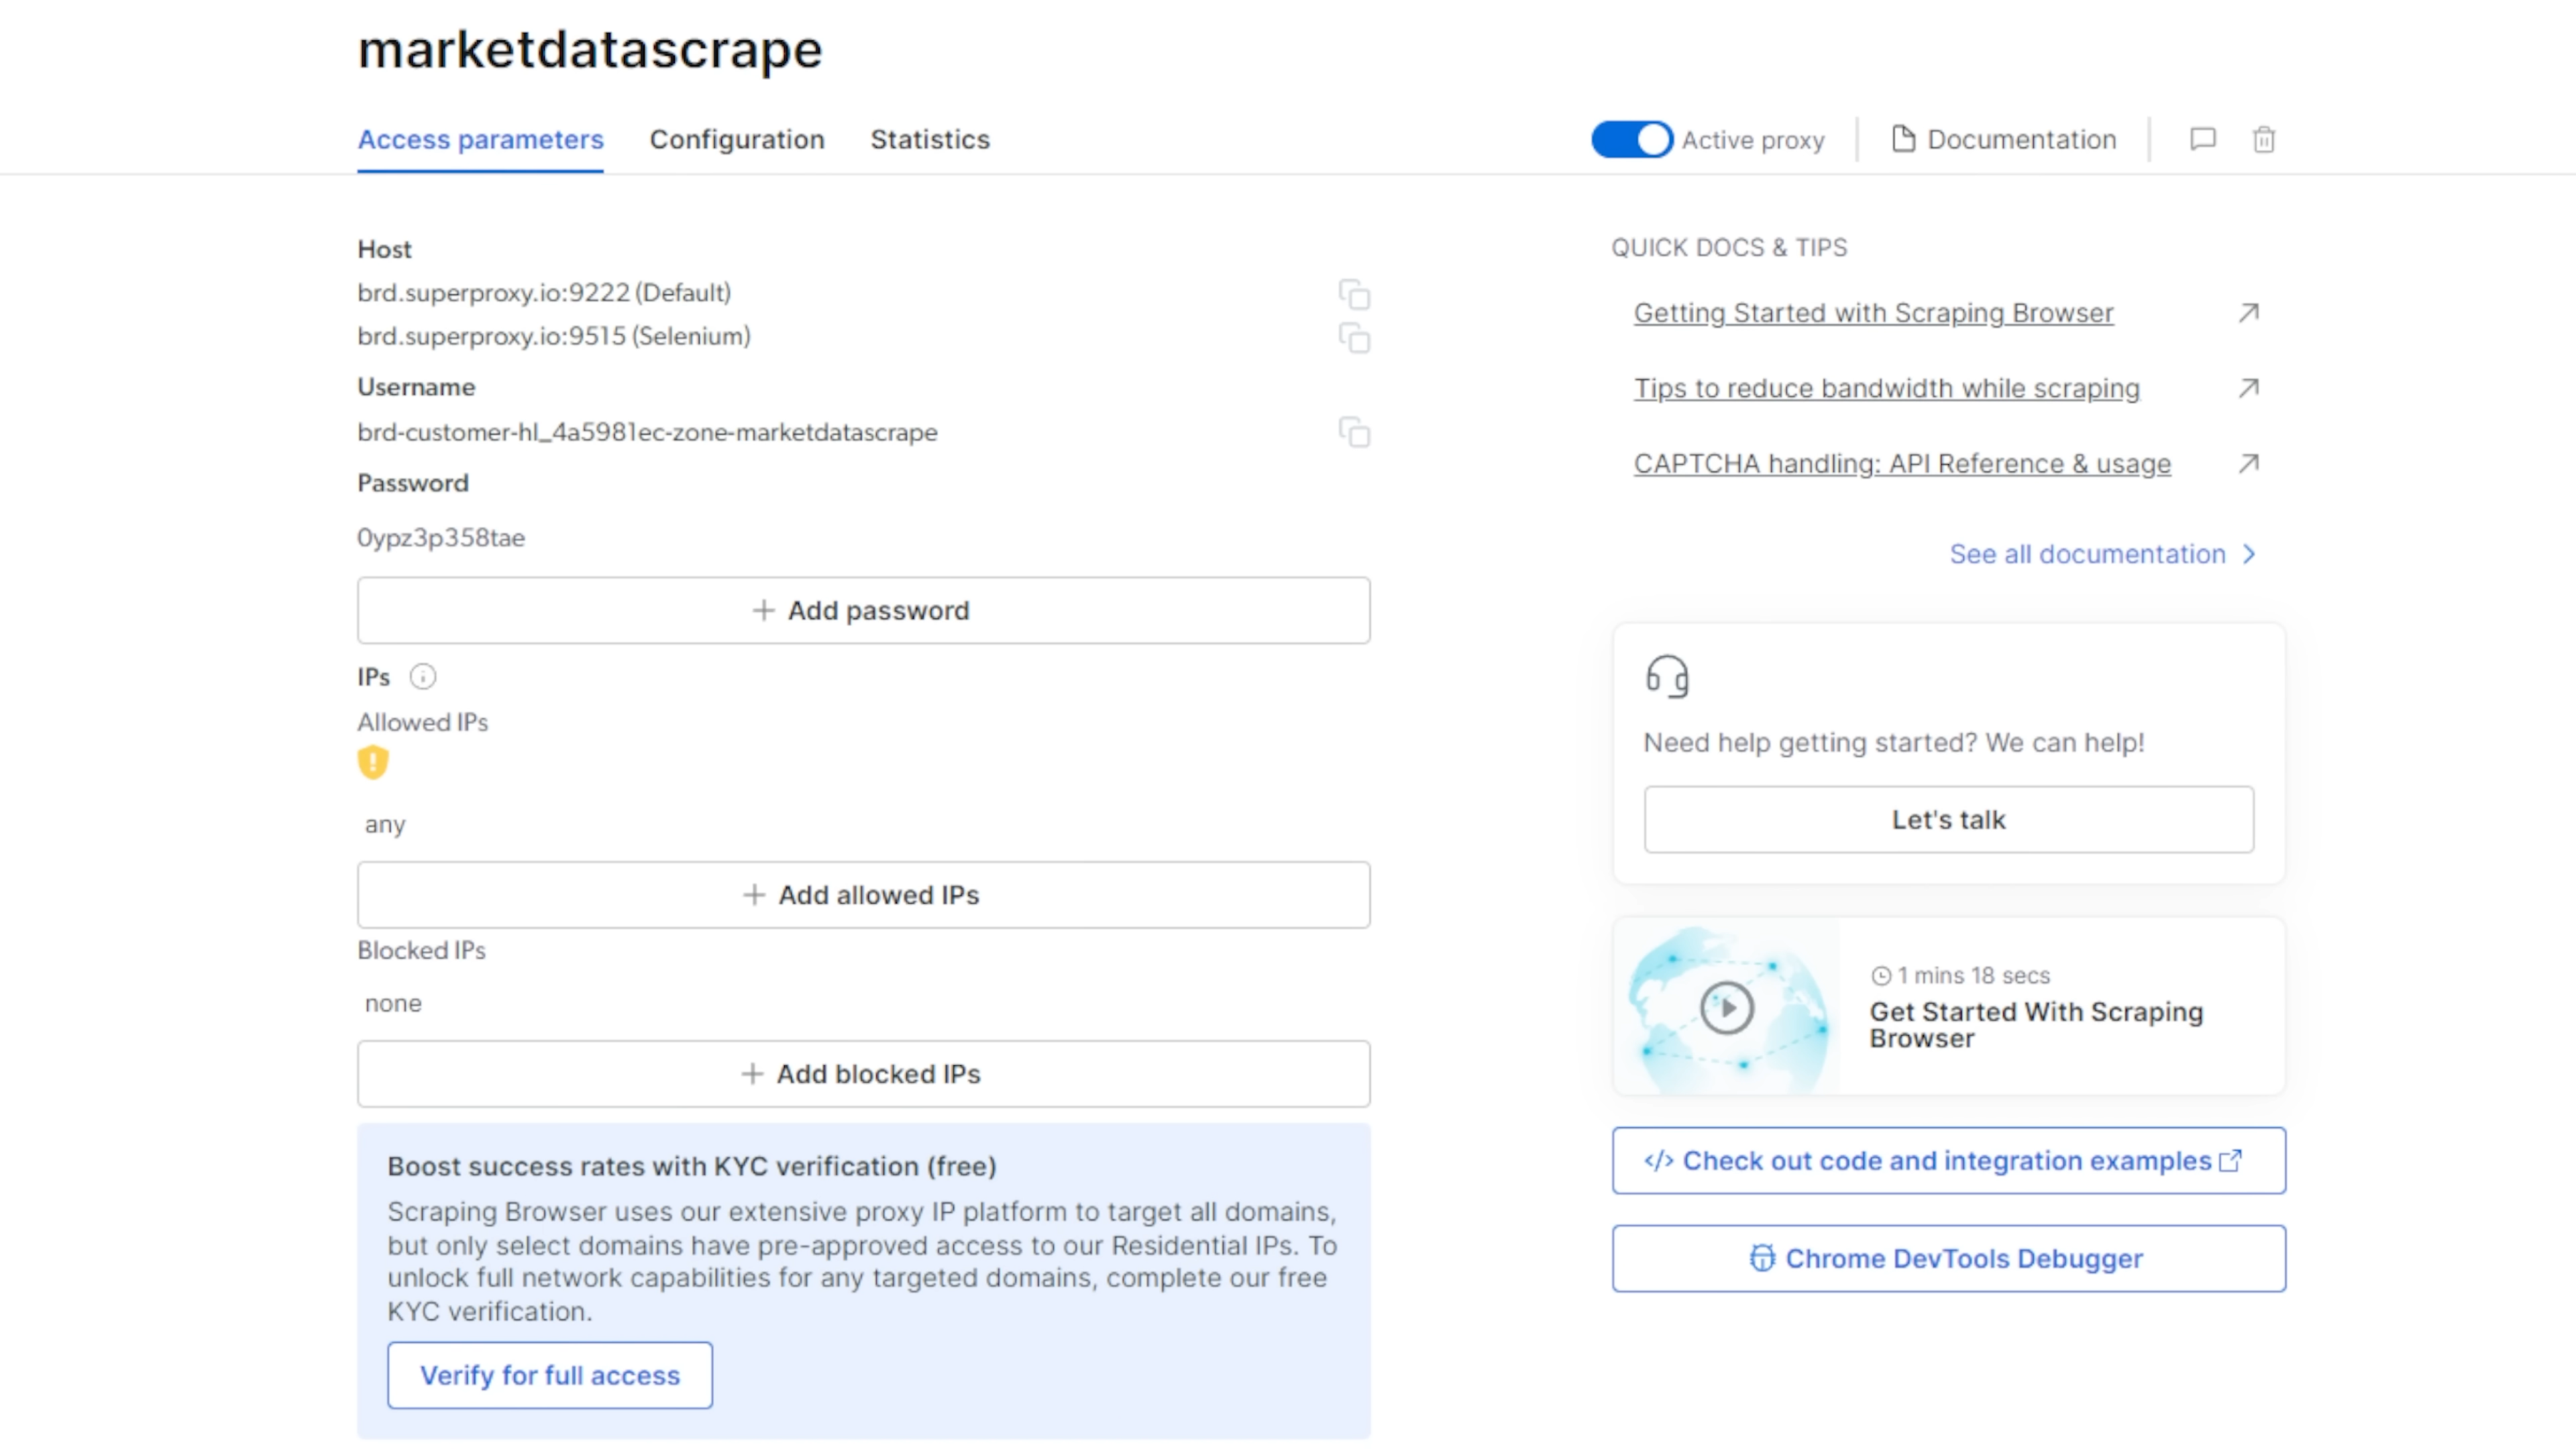 marketdatascrape
Access parameters
Configuration
Statistics
Active proxy
Documentation
Host
brd.superproxy.io:9222 (Default)
brd.superproxy.io:9515 (Selenium)
Username
brd-customer-hl_4a5981ec-zone-marketdatascrape
Password
0ypz3p358tae
+ Add password
IPs
Allowed IPs
any
+ Add allowed IPs
Blocked IPs
none
+ Add blocked IPs
Boost success rates with KYC verification (free)
Scraping Browser uses our extensive proxy IP platform to target all domains,
but only select domains have pre-approved access to our Residential IPs. To
unlock full network capabilities for any targeted domains, complete our free
KYC verification.
Verify for full access
QUICK DOCS & TIPS
Getting Started with Scraping Browser
Tips to reduce bandwidth while scraping
CAPTCHA handling: API Reference & usage
See all documentation
Need help getting started? We can help!
Let's talk
1 mins 18 secs
Get Started With Scraping
Browser
</> Check out code and integration examples
Chrome DevTools Debugger